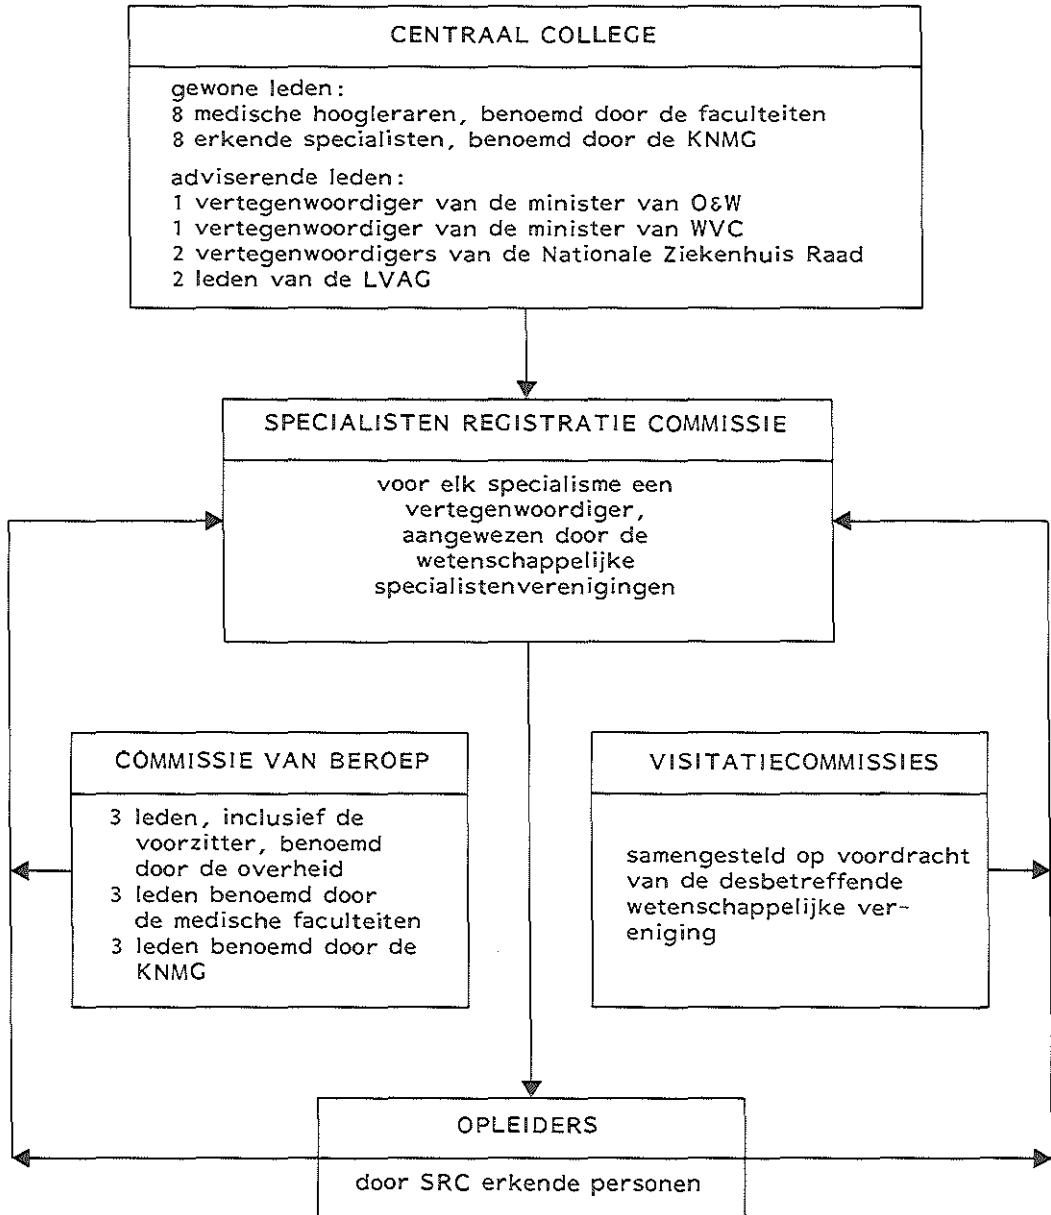 CENTRAAL COLLEGE
gewone leden:
8 medische hoogleraren, benoemd door de faculteiten
8 erkende specialisten, benoemd door de KNMG
adviserende leden:
1 vertegenwoordiger van de minister van O&W
1 vertegenwoordiger van de minister van WVC
2 vertegenwoordigers van de Nationale Ziekenhuis Raad
2 leden van de LVAG
SPECIALISTEN REGISTRATIE COMMISSIE
voor elk specialisme een
vertegenwoordiger,
aangewezen door de
wetenschappelijke
specialistenverenigingen
COMMISSIE VAN BEROEP
3 leden, inclusief de
voorzitter, benoemd
door de overheid
3 leden benoemd door
de medische faculteiten
3 leden benoemd door de
KNMG
VISITATIECOMMISSIES
samengesteld op voordracht
van de desbetreffende
wetenschappelijke ver-
eniging
OPLEIDERS
door SRC erkende personen